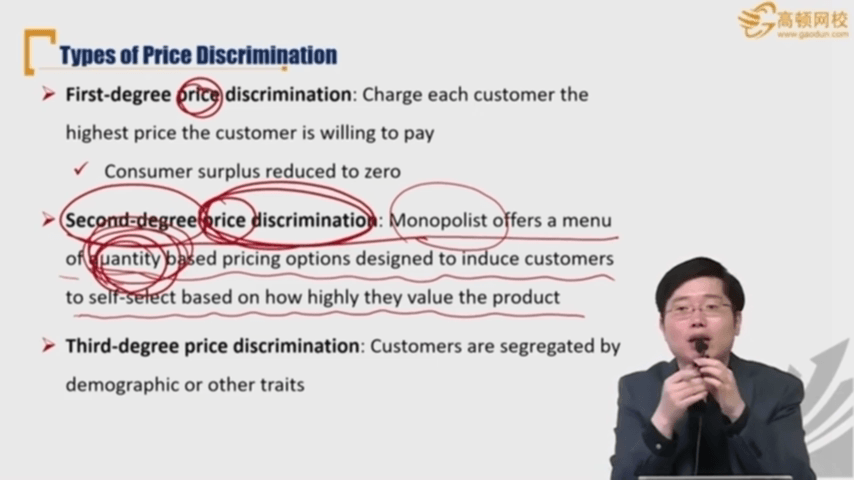 高顿网校
www.gaodun.com
Types of Price Discrimination
First-degree price discrimination: Charge each customer the
highest price the customer is willing to pay
Consumer surplus reduced to zero
Second-degree price discrimination: Monopolist offers a menu
of quantity based pricing options designed to induce customers
to self-select based on how highly they value the product
Third-degree price discrimination: Customers are segregated by
demographic or other traits